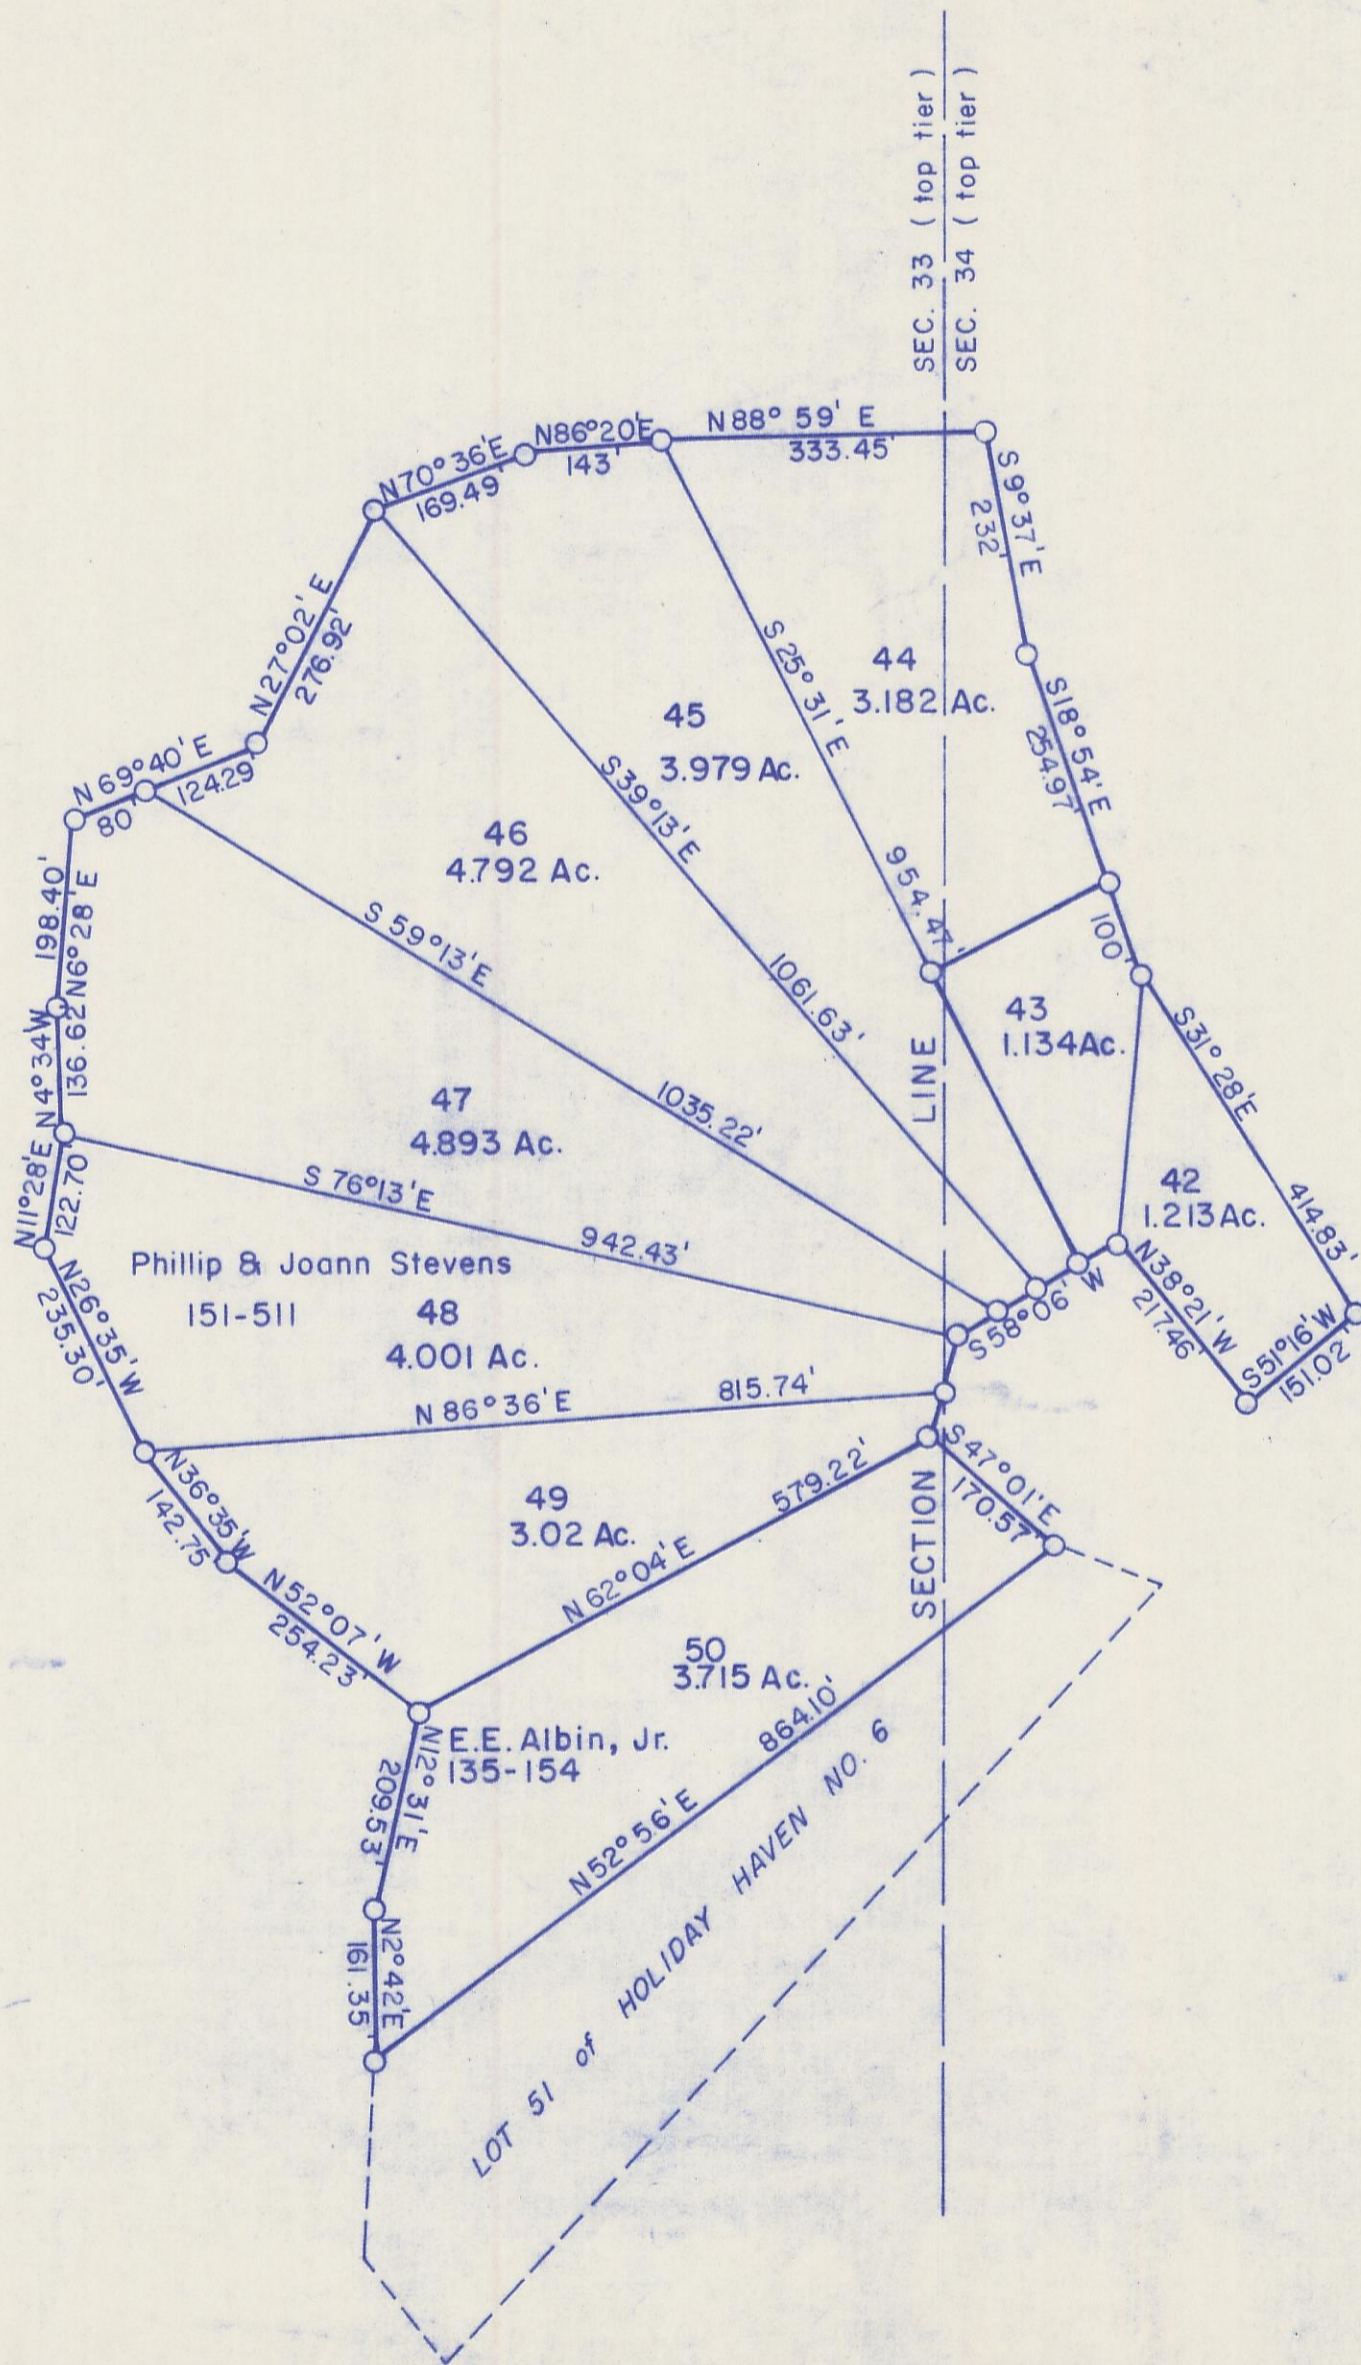 SEC. 33 ( top tier )
SEC. 34 ( top tier )
N 88° 59' E
333.45'
N86°20'E
143'
N70°36'E
169.49'
S 9°37'E
232'
N27°02' E
276.92'
44
3.182 Ac.
S18°54'E
254.97'
S 25°31'E
954.47'
45
3.979 Ac.
S39°13'E
1061.63'
N 69°40' E
80'
124.29'
46
4.792 Ac.
198.40'
N6°28'E
S 59°13'E
1035.22'
100'
43
1.134Ac.
S31°28'E
414.83'
N4°34'W
136.62
LINE
47
4.893 Ac.
N11°28'E
122.70'
S 76°13'E
942.43'
42
1.213Ac.
N38°21'W
217.46'
S51°16'W
151.02'
S58°06'W
Phillip & Joann Stevens
151-511
48
4.001 Ac.
N26°35'W
235.30'
N 86°36'E
815.74'
N36°35'W
142.75
49
3.02 Ac.
579.22'
N 62°04'E
SECTION
S47°01'E
170.57'
N52°07'W
254.23'
50
3.715 Ac.
E.E. Albin, Jr.
135-154
N12°31'E
209.53'
864.10'
N52°56'E
N2°42'E
161.35'
LOT 51 of HOLIDAY HAVEN NO. 6